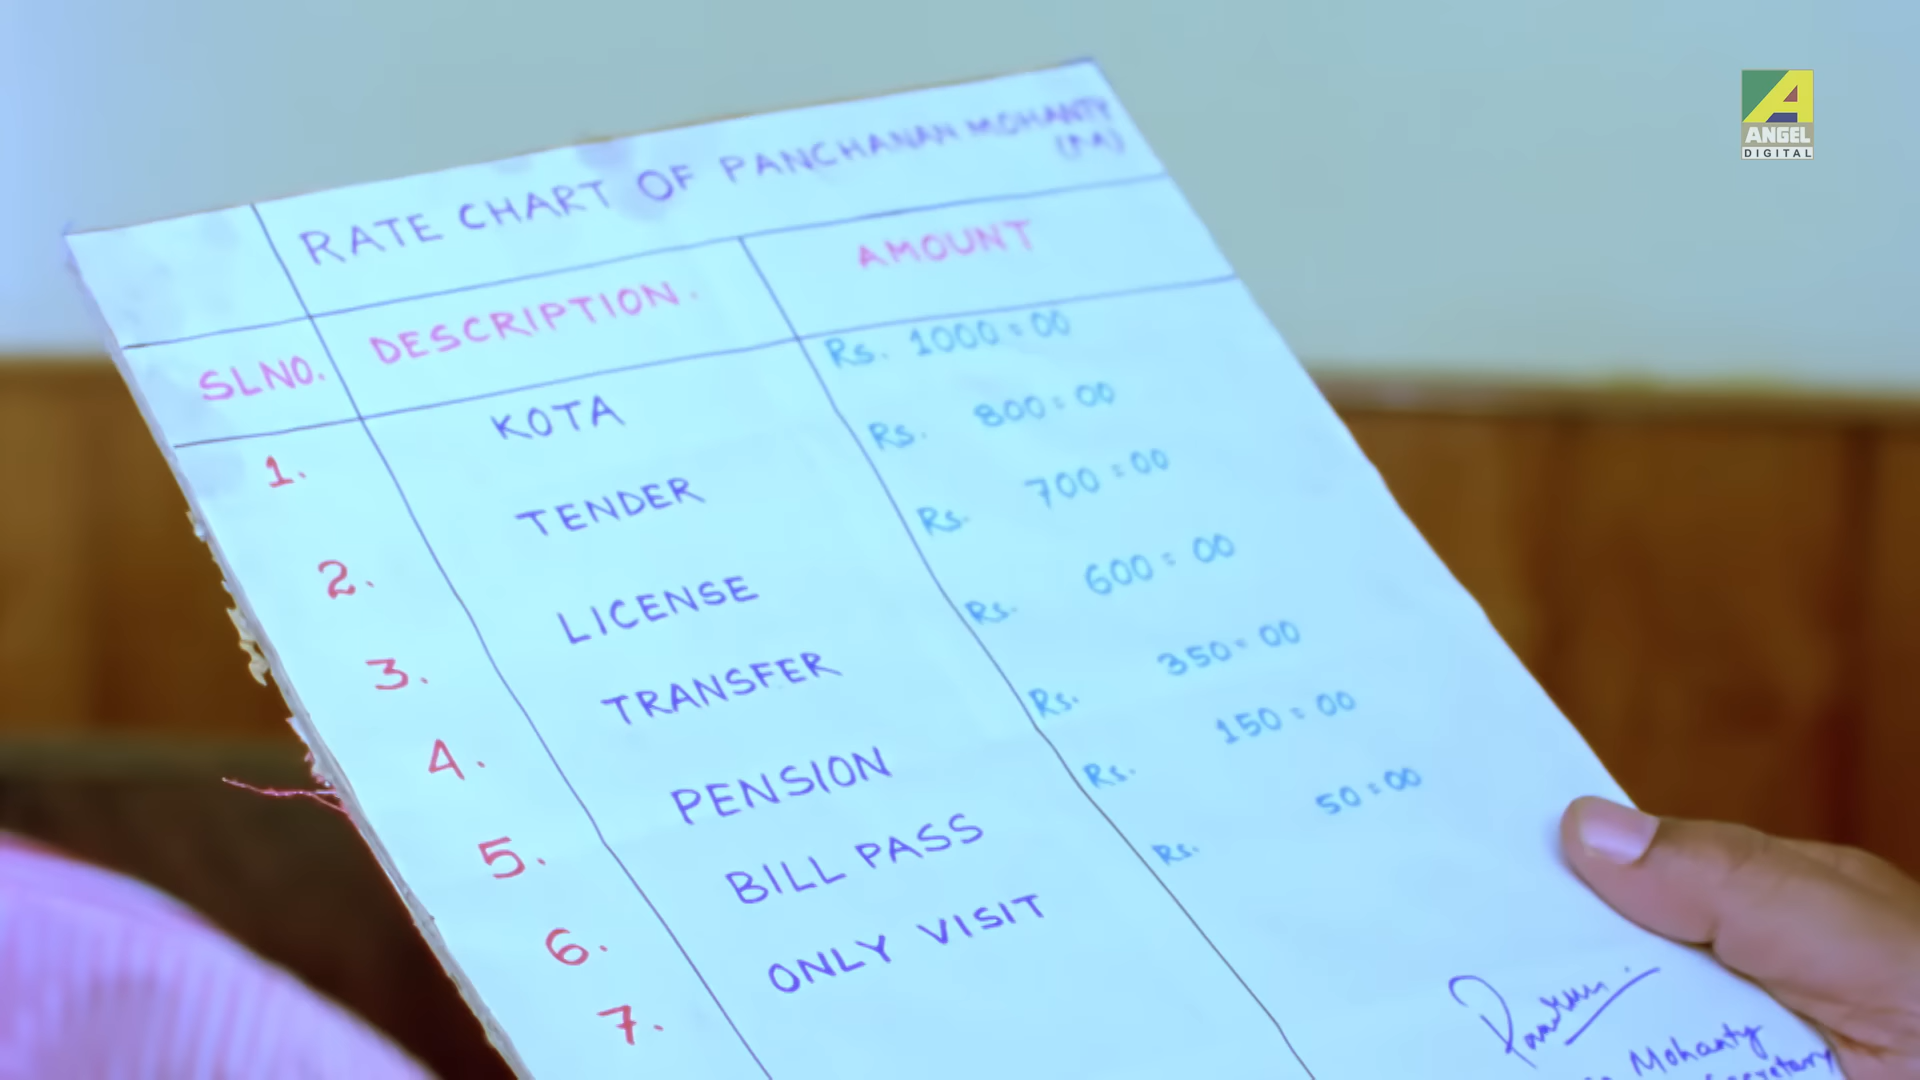 RATE CHART OF PANCHANAN MOHANTY
(PA)
SLNO. DESCRIPTION. AMOUNT
1. KOTA Rs. 1000=00
2. TENDER Rs. 800=00
3. LICENSE Rs. 700=00
4. TRANSFER Rs. 600=00
5. PENSION Rs. 350=00
6. BILL PASS Rs. 150=00
7. ONLY VISIT Rs. 50=00
Mohanty
Secretary
ANGEL
DIGITAL